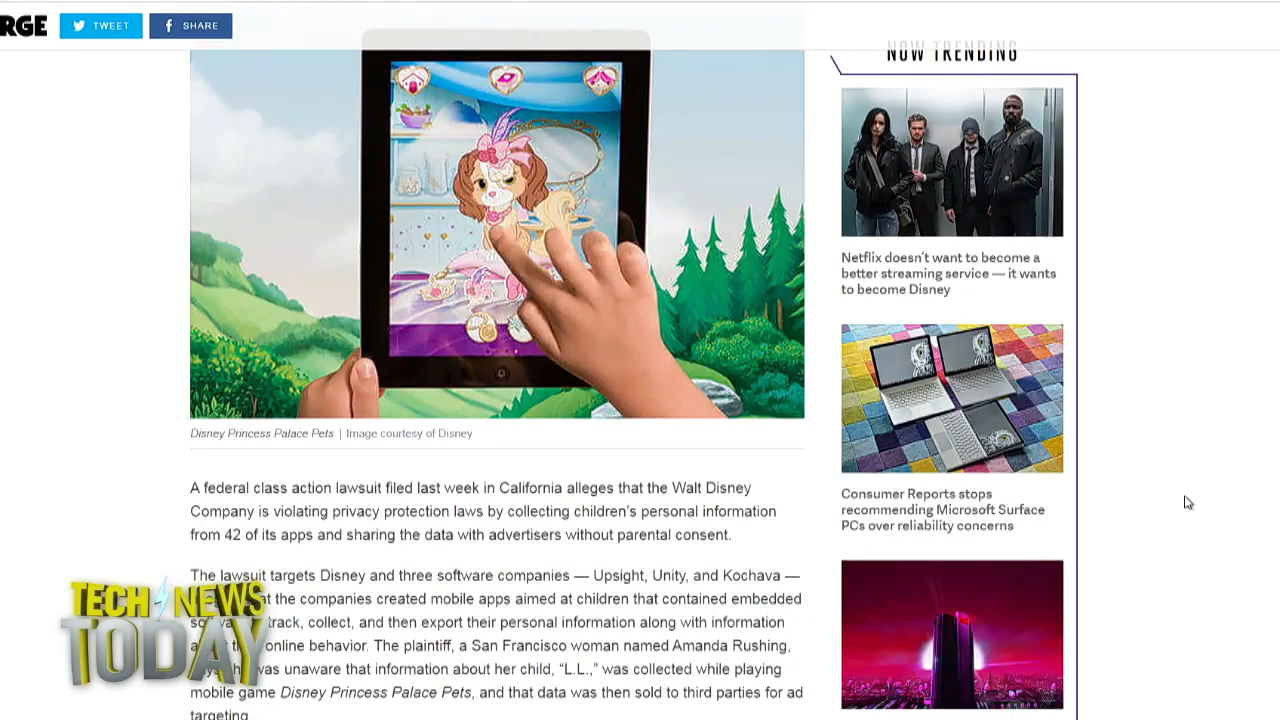 RGE
TWEET
SHARE
NOW TRENDING
Disney Princess Palace Pets | Image courtesy of Disney
A federal class action lawsuit filed last week in California alleges that the Walt Disney
Company is violating privacy protection laws by collecting children's personal information
from 42 of its apps and sharing the data with advertisers without parental consent.
The lawsuit targets Disney and three software companies — Upsight, Unity, and Kochava —
the companies created mobile apps aimed at children that contained embedded
track, collect, and then export their personal information along with information
online behavior. The plaintiff, a San Francisco woman named Amanda Rushing,
was unaware that information about her child, “L.L.,” was collected while playing
mobile game Disney Princess Palace Pets, and that data was then sold to third parties for ad
targeting.
Netflix doesn't want to become a
better streaming service — it wants
to become Disney
Consumer Reports stops
recommending Microsoft Surface
PCs over reliability concerns
TECH NEWS
TODAY